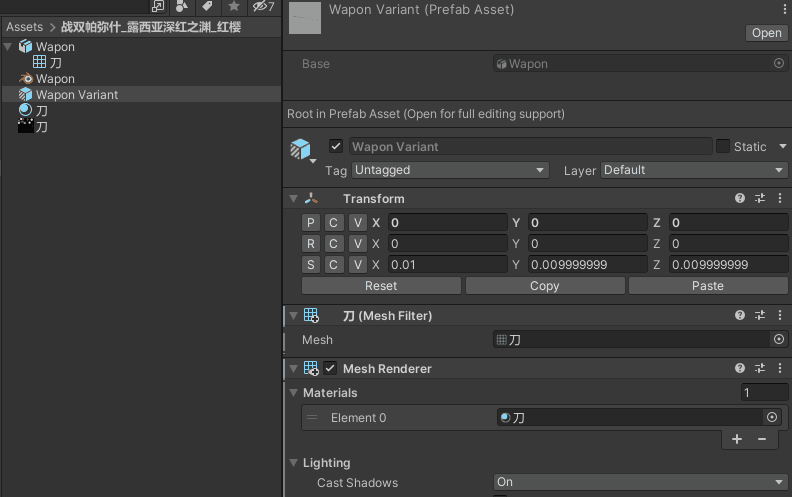 7
Assets > 战双帕弥什_露西亚深红之渊_红樱
Wapon
刀
Wapon
Wapon Variant
刀
刀
Wapon Variant (Prefab Asset)
Open
Base Wapon
Root in Prefab Asset (Open for full editing support)
Wapon Variant Static
Tag Untagged Layer Default
Transform
P C V X 0 Y 0 Z 0
R C V X 0 Y 0 Z 0
S C V X 0.01 Y 0.009999999 Z 0.009999999
Reset Copy Paste
刀 (Mesh Filter)
Mesh 刀
Mesh Renderer
Materials 1
Element 0 刀
+ −
Lighting
Cast Shadows On